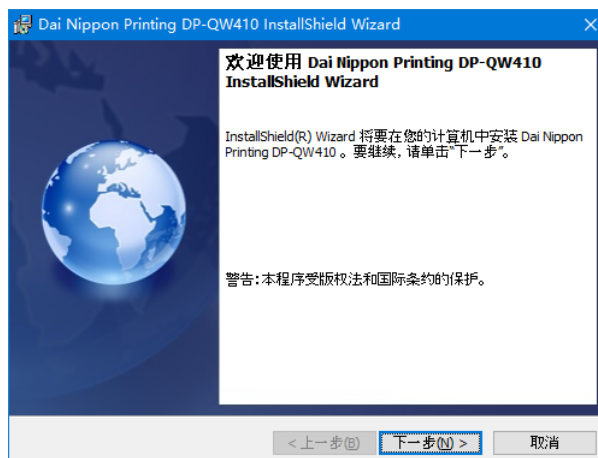 Dai Nippon Printing DP-QW410 InstallShield Wizard
欢迎使用 Dai Nippon Printing DP-QW410
InstallShield Wizard
InstallShield(R) Wizard 将要在您的计算机中安装 Dai Nippon
Printing DP-QW410 。要继续, 请单击“下一步”。
警告:本程序受版权法和国际条约的保护。
< 上一步(B)
下一步(N) >
取消